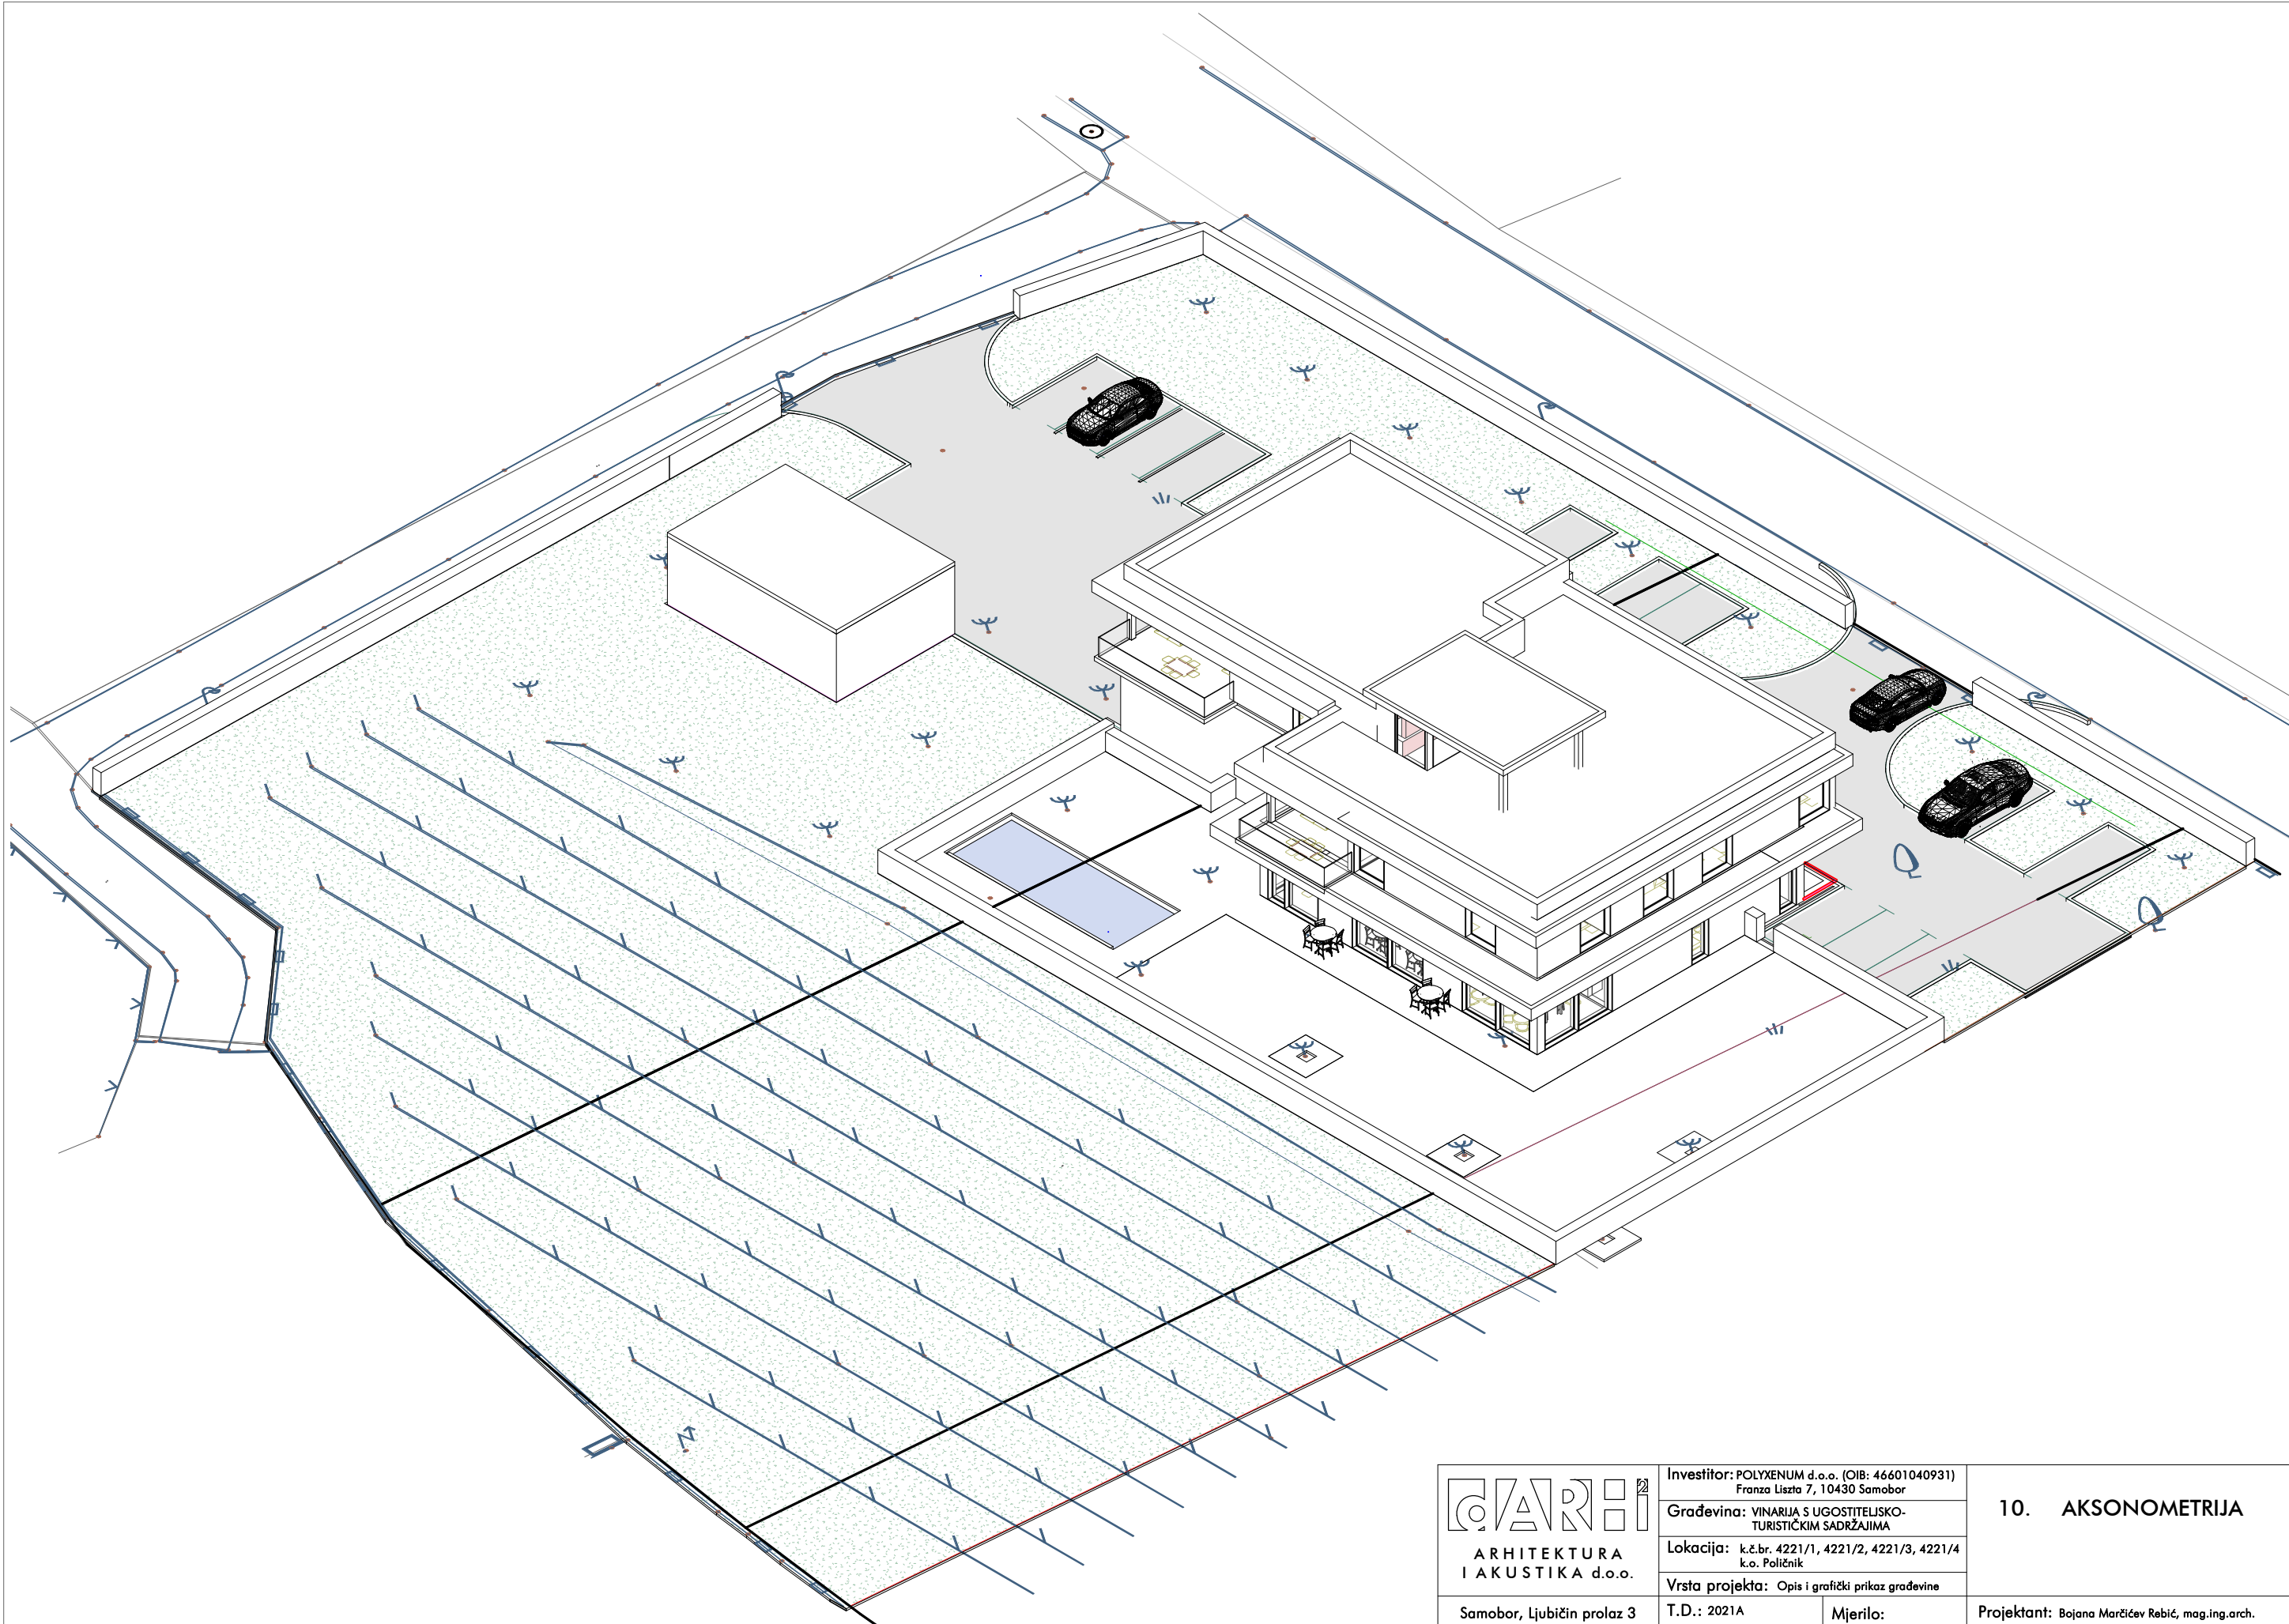 dARHi2
ARHITEKTURA
I AKUSTIKA d.o.o.
Samobor, Ljubičin prolaz 3
Investitor: POLYXENUM d.o.o. (OIB: 46601040931)
Franza Liszta 7, 10430 Samobor
Građevina: VINARIJA S UGOSTITELJSKO-
TURISTIČKIM SADRŽAJIMA
Lokacija: k.č.br. 4221/1, 4221/2, 4221/3, 4221/4
k.o. Poličnik
Vrsta projekta: Opis i grafički prikaz građevine
T.D.: 2021A
Mjerilo:
10. AKSONOMETRIJA
Projektant: Bojana Marčićev Rebić, mag.ing.arch.